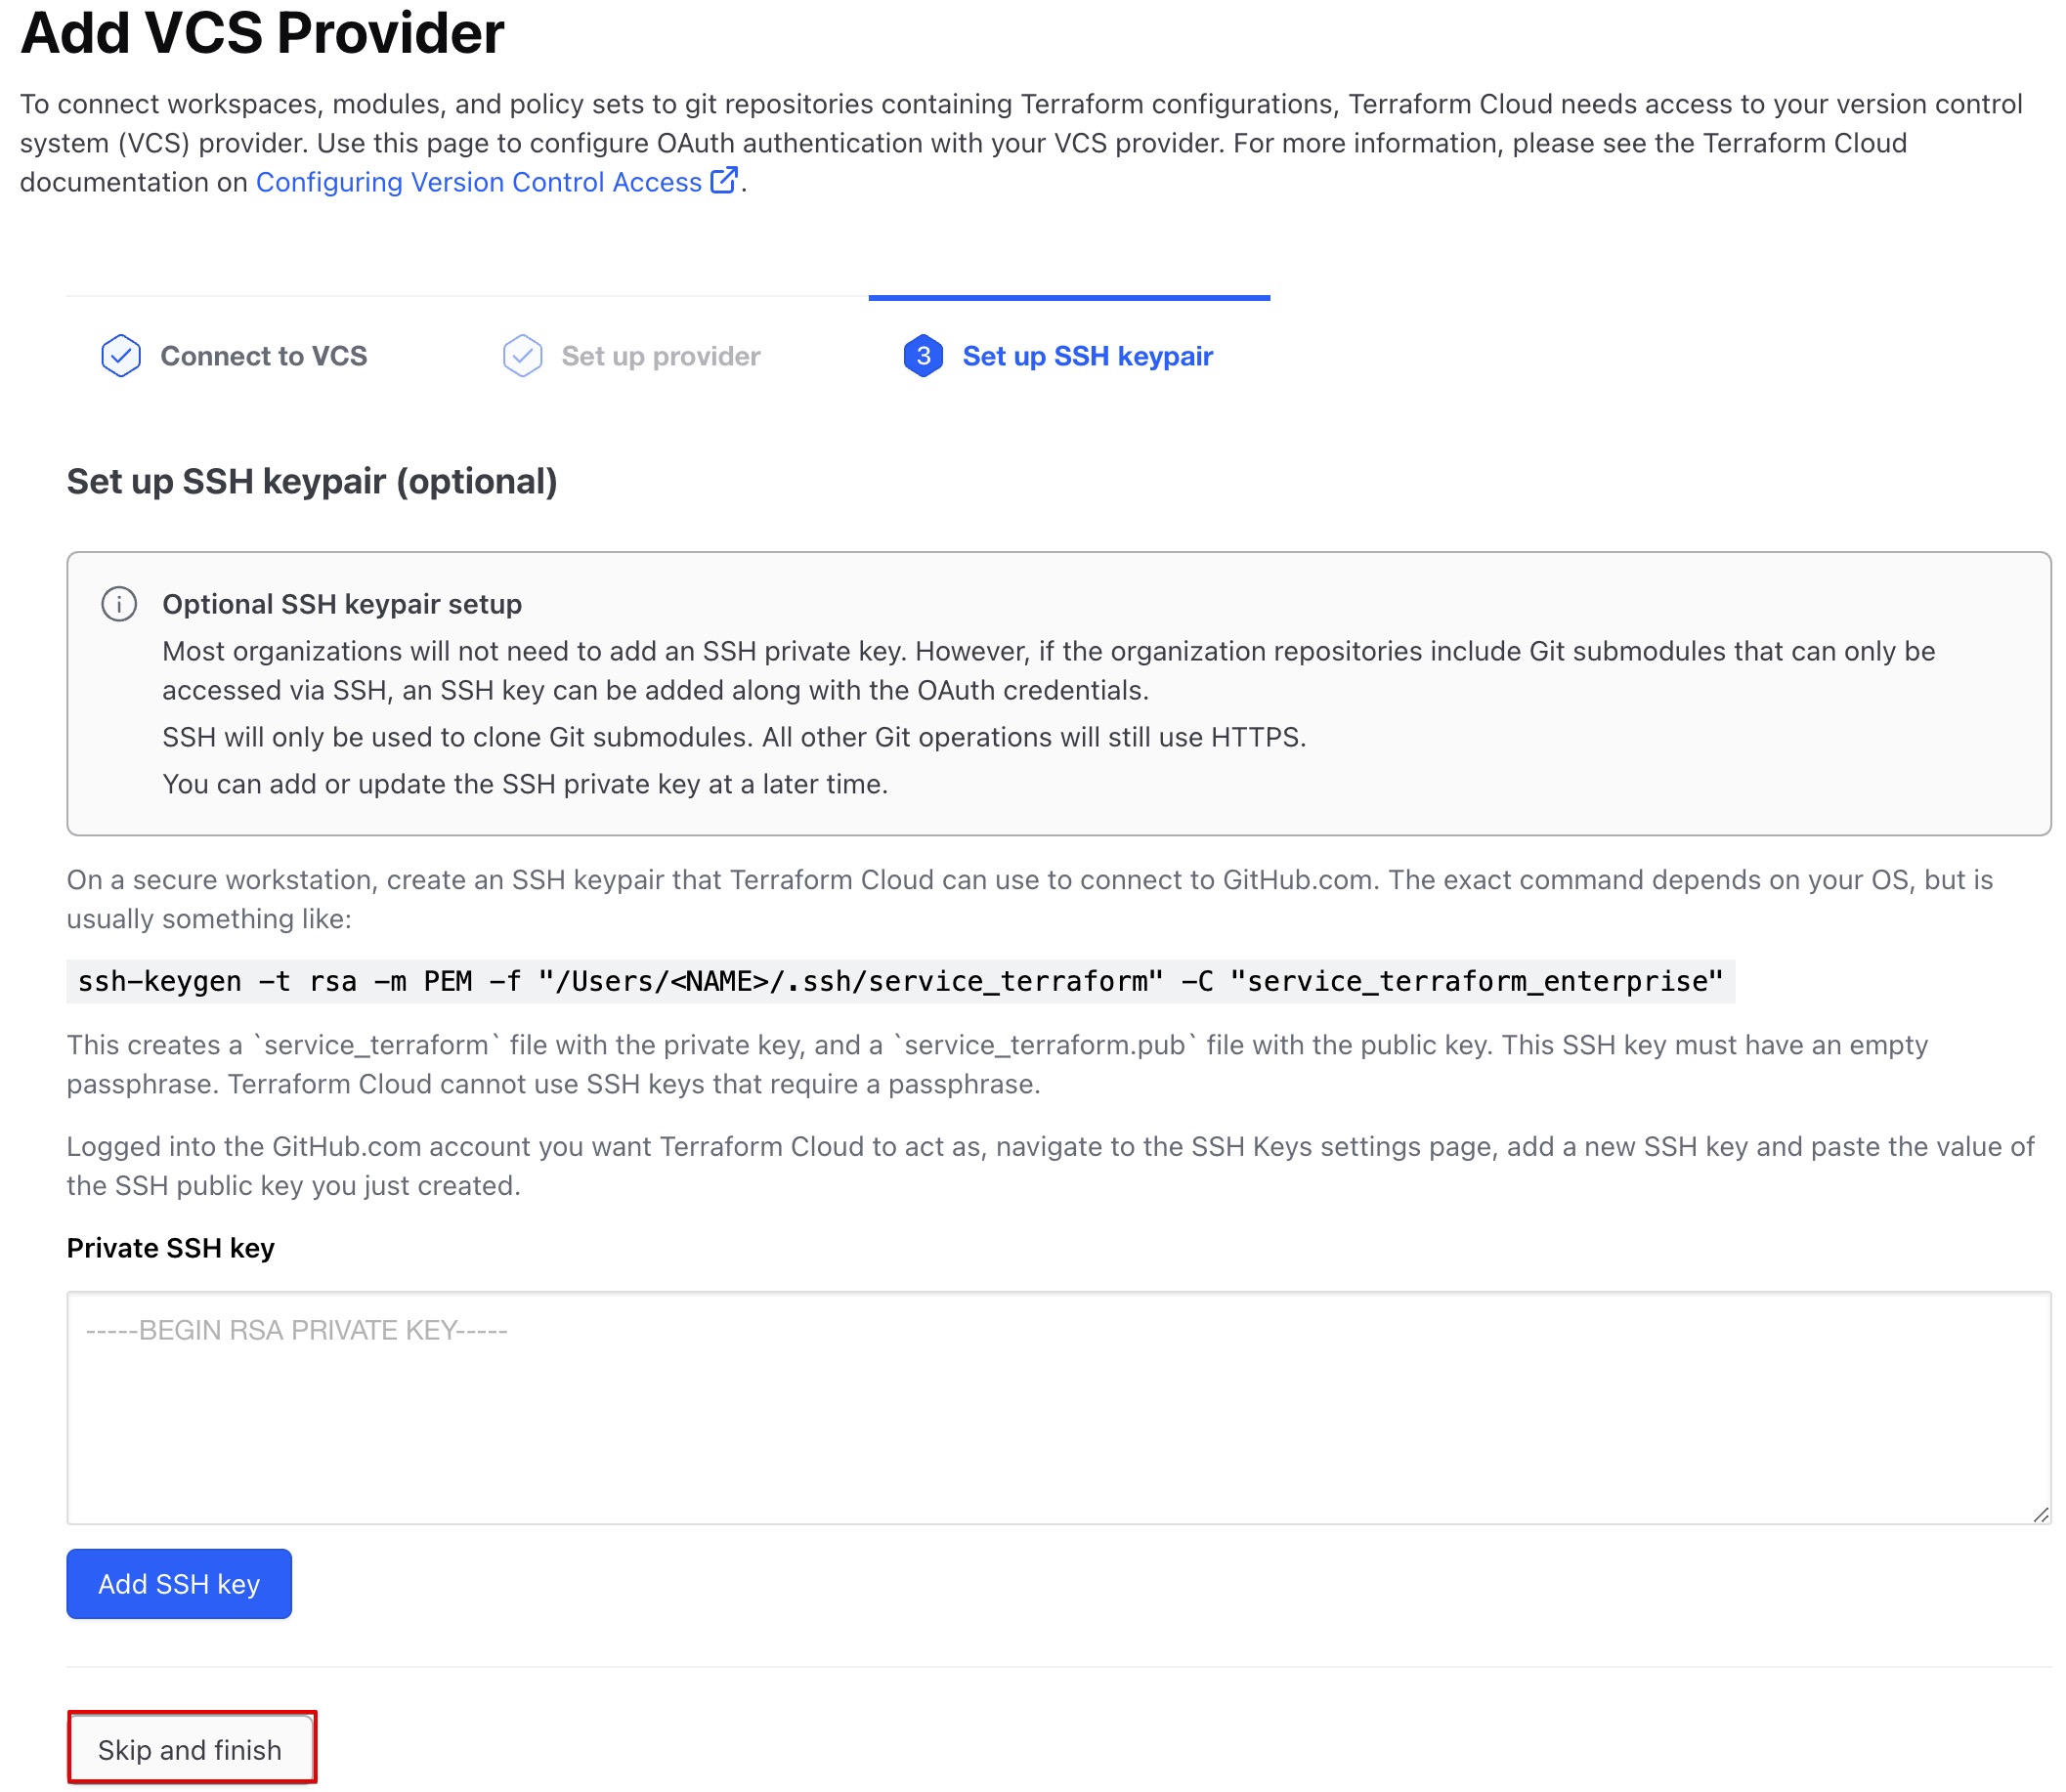 Add VCS Provider
To connect workspaces, modules, and policy sets to git repositories containing Terraform configurations, Terraform Cloud needs access to your version control
system (VCS) provider. Use this page to configure OAuth authentication with your VCS provider. For more information, please see the Terraform Cloud
documentation on Configuring Version Control Access.
Connect to VCS
Set up provider
3 Set up SSH keypair
Set up SSH keypair (optional)
Optional SSH keypair setup
Most organizations will not need to add an SSH private key. However, if the organization repositories include Git submodules that can only be
accessed via SSH, an SSH key can be added along with the OAuth credentials.
SSH will only be used to clone Git submodules. All other Git operations will still use HTTPS.
You can add or update the SSH private key at a later time.
On a secure workstation, create an SSH keypair that Terraform Cloud can use to connect to GitHub.com. The exact command depends on your OS, but is
usually something like:
ssh-keygen -t rsa -m PEM -f "/Users/<NAME>/.ssh/service_terraform" -C "service_terraform_enterprise"
This creates a `service_terraform` file with the private key, and a `service_terraform.pub` file with the public key. This SSH key must have an empty
passphrase. Terraform Cloud cannot use SSH keys that require a passphrase.
Logged into the GitHub.com account you want Terraform Cloud to act as, navigate to the SSH Keys settings page, add a new SSH key and paste the value of
the SSH public key you just created.
Private SSH key
-----BEGIN RSA PRIVATE KEY-----
Add SSH key
Skip and finish